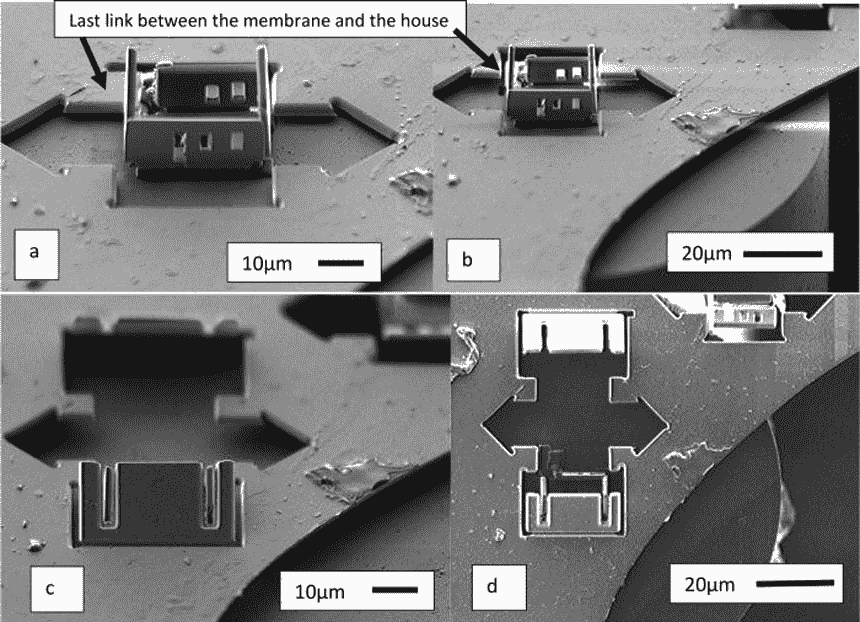 Last link between the membrane and the house
a
10µm
b
20µm
c
10µm
d
20µm